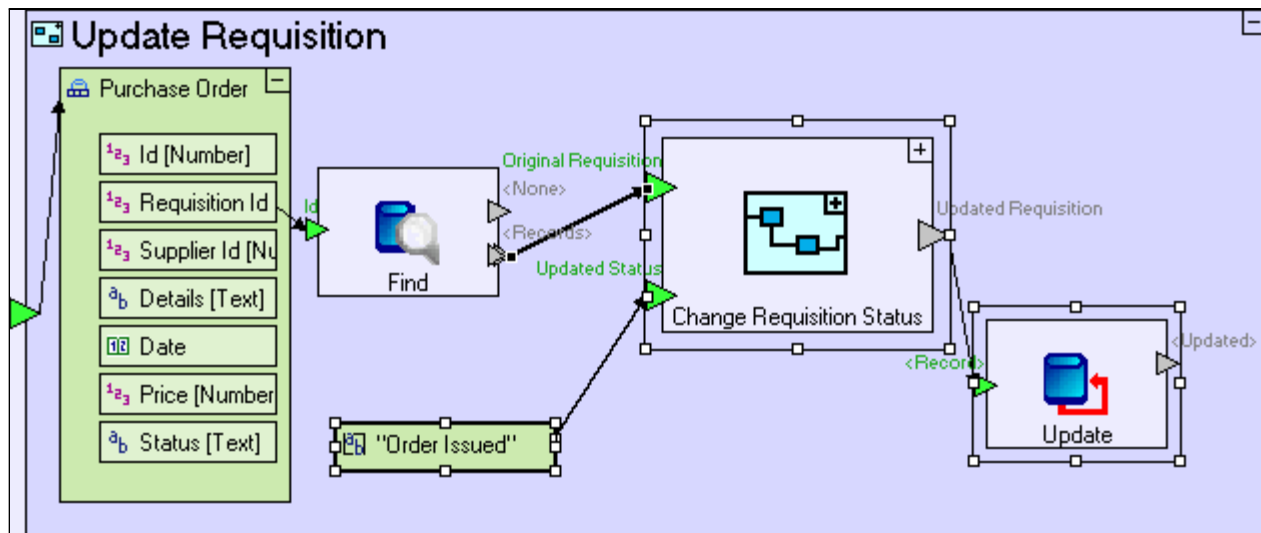 Update Requisition
Purchase Order
Id [Number]
Requisition Id
Supplier Id [Nu
Details [Text]
Date
Price [Number
Status [Text]
Id
Find
<None>
<Records>
Original Requisition
Updated Status
Change Requisition Status
Updated Requisition
"Order Issued"
<Record>
Update
<Updated>